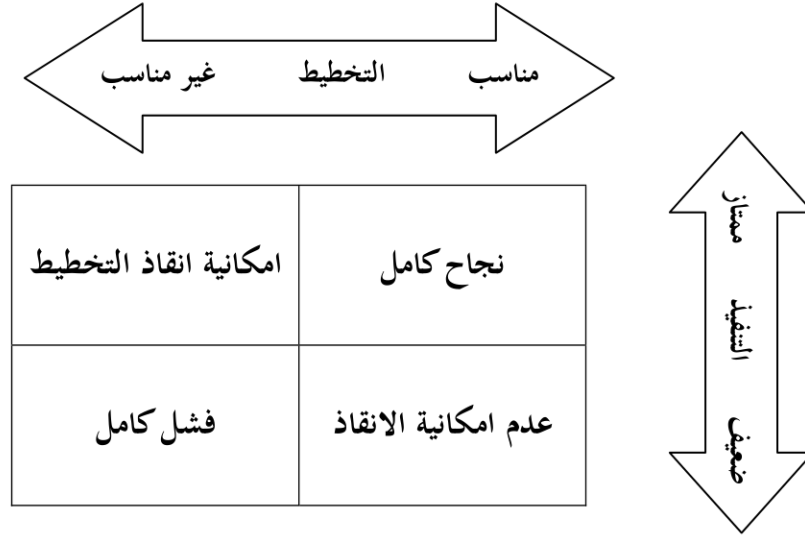 مناسب التخطيط غير مناسب
ممتاز التنفيذ ضعيف
نجاح كامل
امكانية انقاذ التخطيط
عدم امكانية الانقاذ
فشل كامل